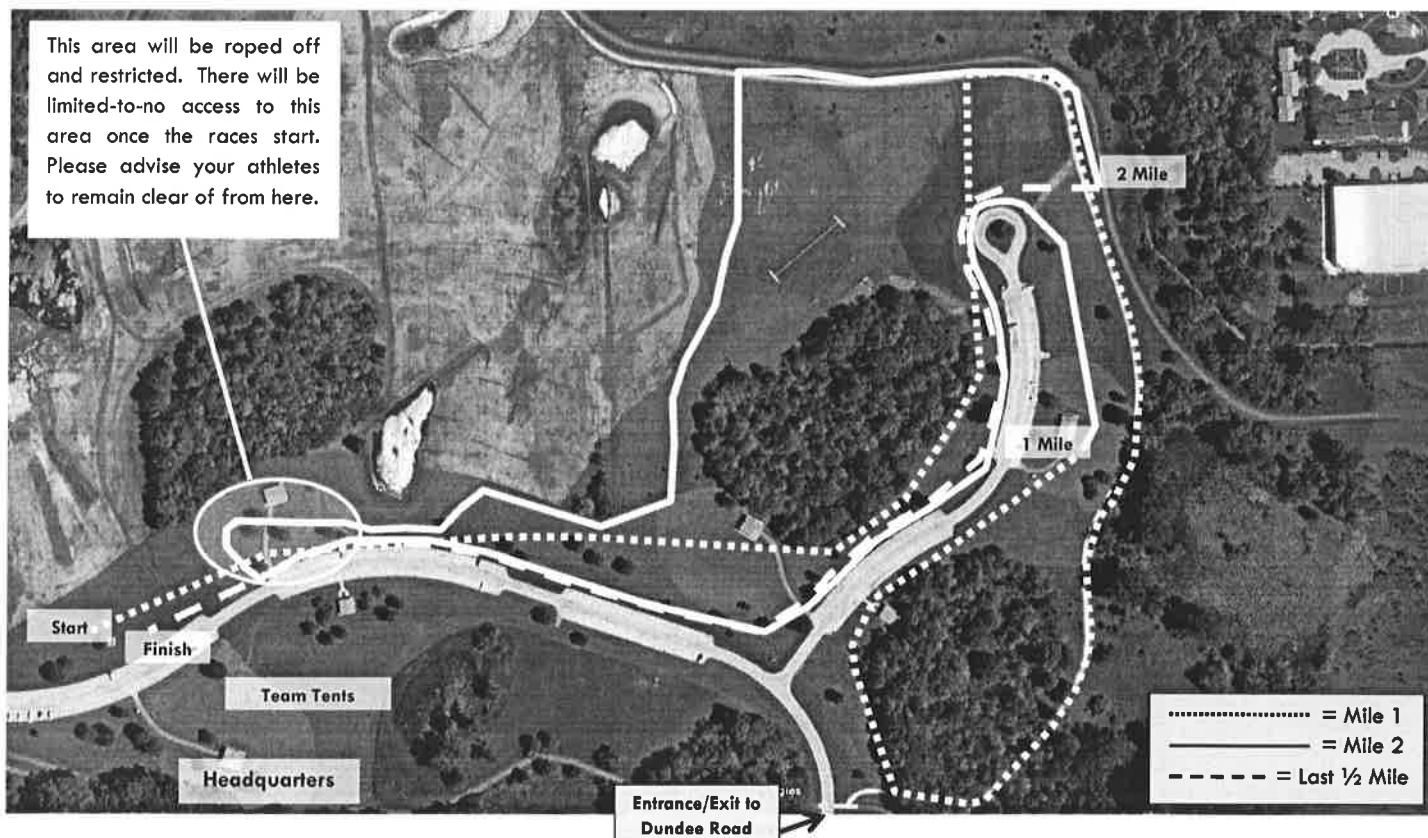 This area will be roped off
and restricted. There will be
limited-to-no access to this
area once the races start.
Please advise your athletes
to remain clear of from here.
2 Mile
1 Mile
Start
Finish
Team Tents
Headquarters
Entrance/Exit to
Dundee Road
= Mile 1
= Mile 2
= Last ½ Mile